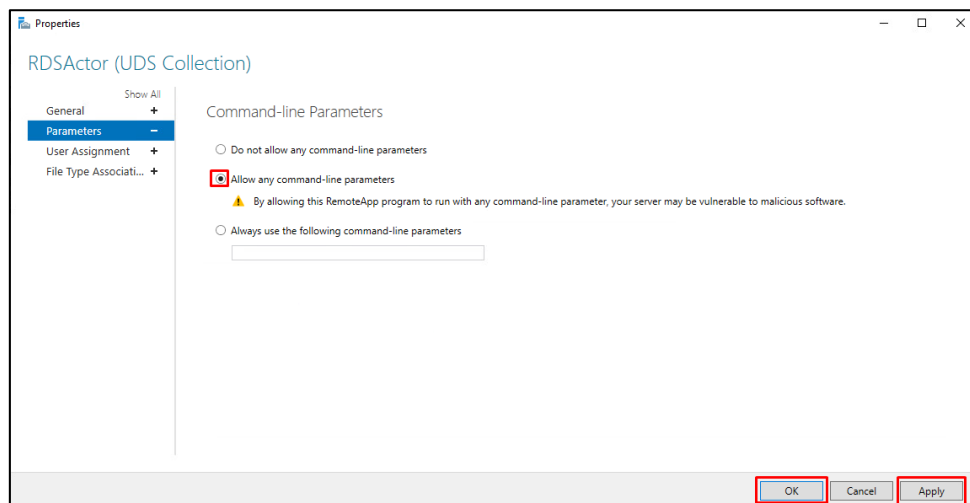 Properties
RDSActor (UDS Collection)
Show All
General +
Parameters −
User Assignment +
File Type Associati... +
Command-line Parameters
Do not allow any command-line parameters
Allow any command-line parameters
By allowing this RemoteApp program to run with any command-line parameter, your server may be vulnerable to malicious software.
Always use the following command-line parameters
OK Cancel Apply